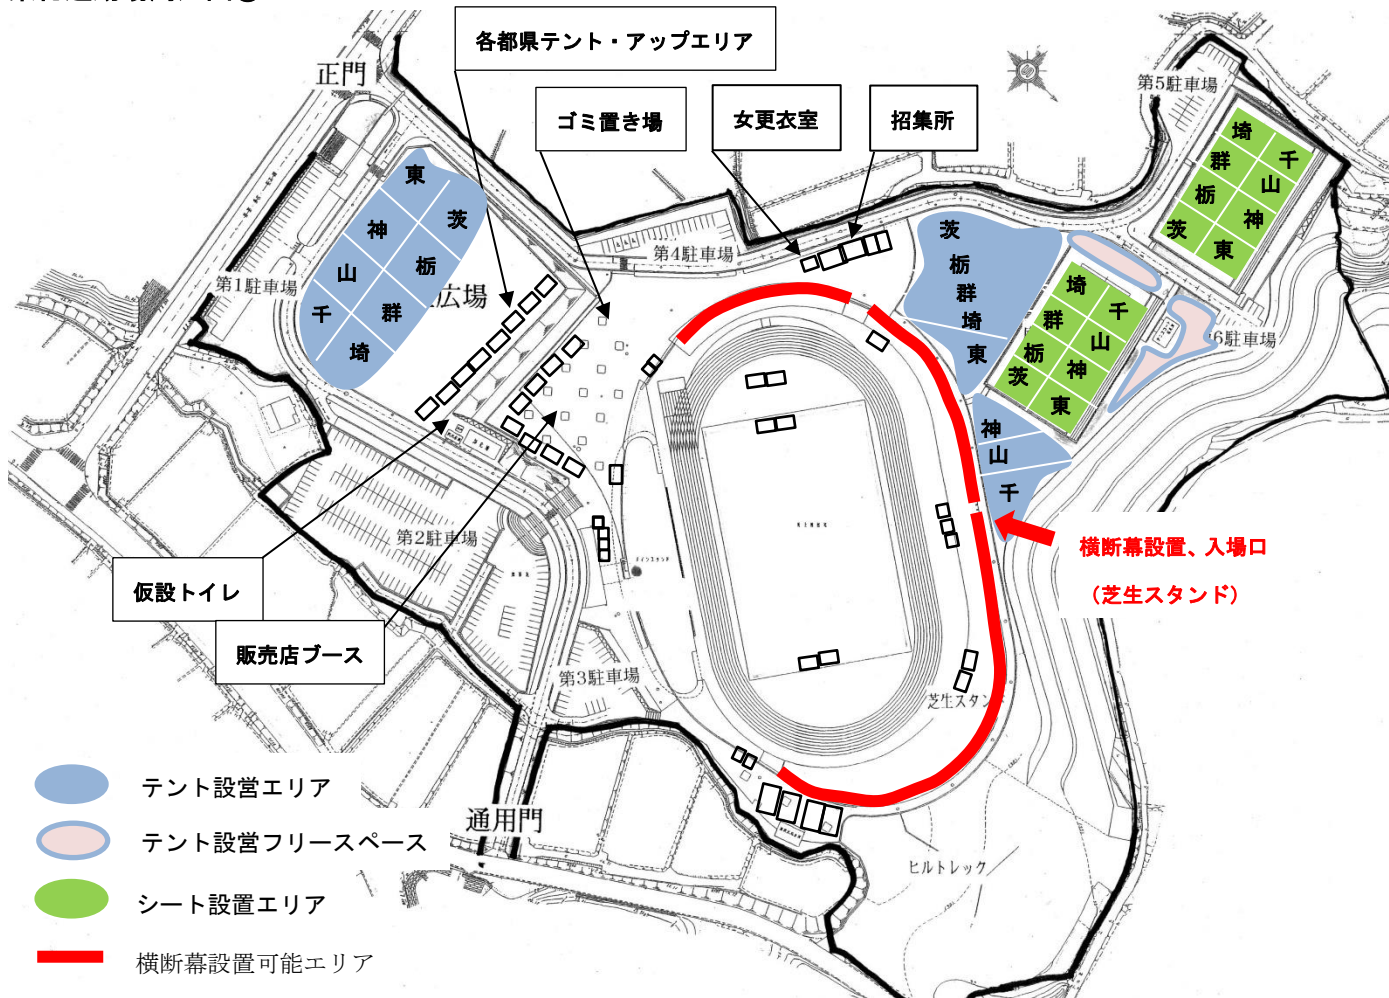 各都県テント・アップエリア
正門
ゴミ置き場
女更衣室
招集所
第5駐車場
埼
千
群
山
栃
神
茨
東
東
茨
神
栃
山
群
千
埼
広場
第1駐車場
第4駐車場
茨
栃
群
埼
東
埼
千
群
山
栃
神
茨
東
6駐車場
神
山
千
第2駐車場
メインスタンド
仮設トイレ
販売店ブース
横断幕設置、入場口
（芝生スタンド）
第3駐車場
芝生スタン
テント設営エリア
テント設営フリースペース
シート設置エリア
横断幕設置可能エリア
通用門
ヒルトレック